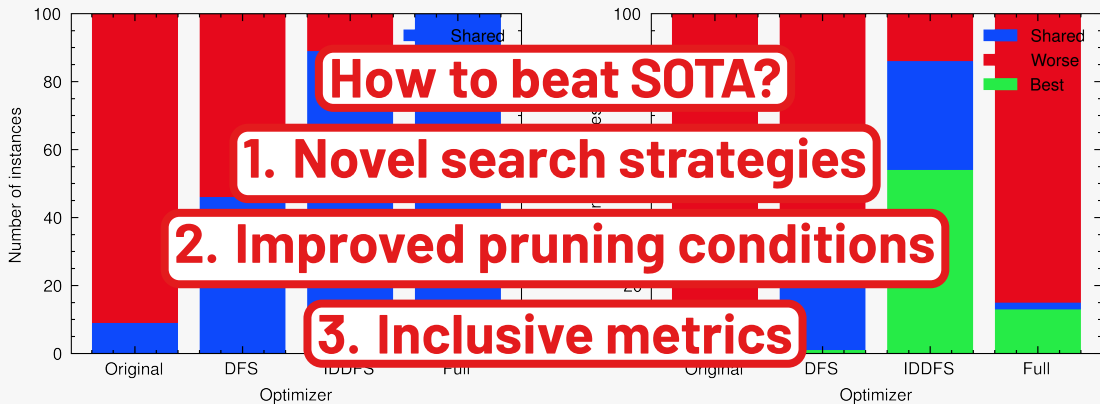 100
80
60
40
20
0
Number of instances
Original
DFS
IDDFS
Full
Optimizer
Shared
How to beat SOTA?
1. Novel search strategies
2. Improved pruning conditions
3. Inclusive metrics
100
20
Original
DFS
IDDFS
Full
Optimizer
Shared
Worse
Best